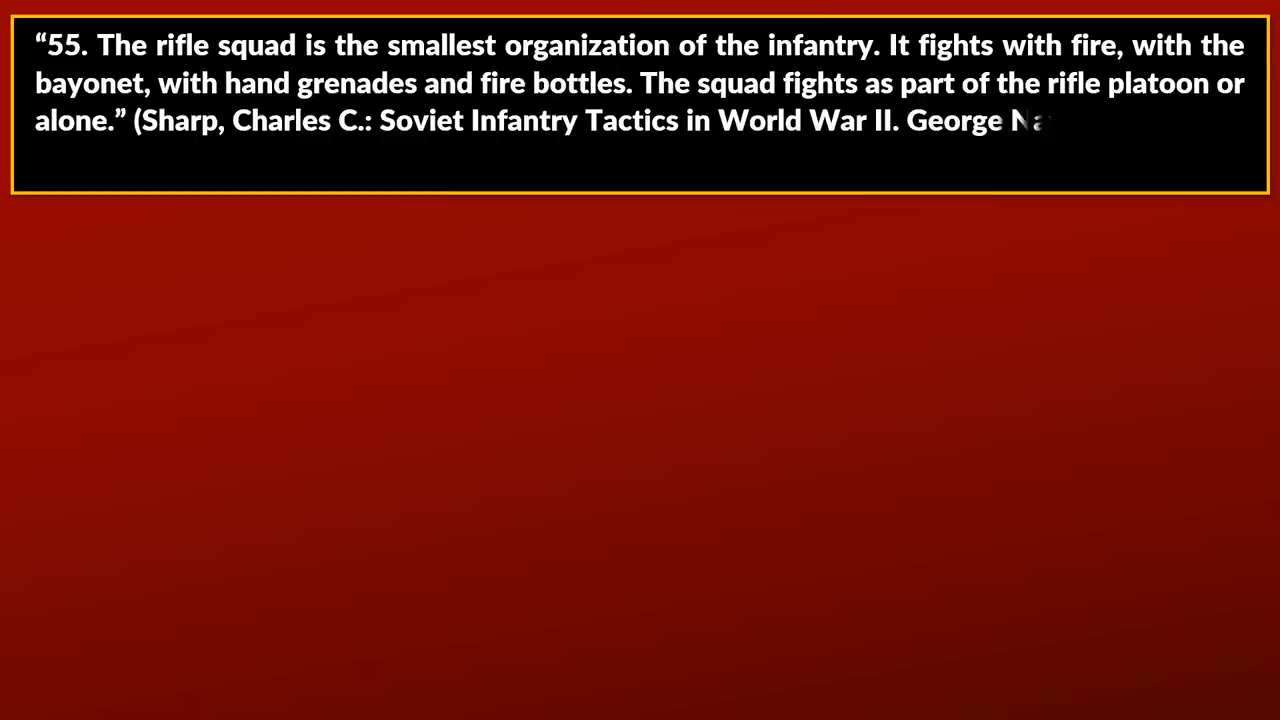 “55. The rifle squad is the smallest organization of the infantry. It fights with fire, with the
bayonet, with hand grenades and fire bottles. The squad fights as part of the rifle platoon or
alone.” (Sharp, Charles C.: Soviet Infantry Tactics in World War II. George